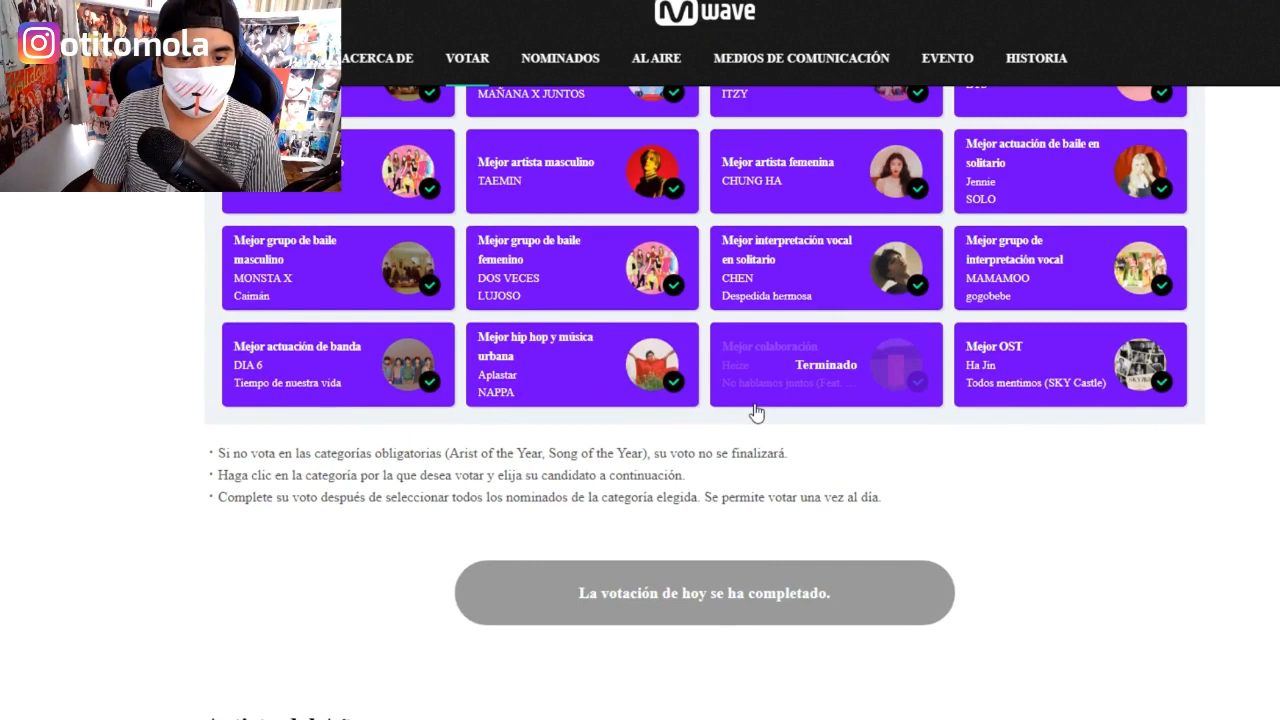 otitomola
Mwave
ACERCA DE
VOTAR
NOMINADOS
AL AIRE
MEDIOS DE COMUNICACIÓN
EVENTO
HISTORIA
MAÑANA X JUNTOS
ITZY
Mejor artista masculino
TAEMIN
Mejor artista femenina
CHUNG HA
Mejor actuación de baile en
solitario
Jennie
SOLO
Mejor grupo de baile
masculino
MONSTA X
Caimán
Mejor grupo de baile
femenino
DOS VECES
LUJOSO
Mejor interpretación vocal
en solitario
CHEN
Despedida hermosa
Mejor grupo de
interpretación vocal
MAMAMOO
gogobebe
Mejor actuación de banda
DIA 6
Tiempo de nuestra vida
Mejor hip hop y música
urbana
Aplastar
NAPPA
Mejor colaboración
Heize
Terminado
No hablamos juntos (Feat. ...
Mejor OST
Ha Jin
Todos mentimos (SKY Castle)
· Si no vota en las categorías obligatorias (Arist of the Year, Song of the Year), su voto no se finalizará.
· Haga clic en la categoría por la que desea votar y elija su candidato a continuación.
· Complete su voto después de seleccionar todos los nominados de la categoría elegida. Se permite votar una vez al día.
La votación de hoy se ha completado.